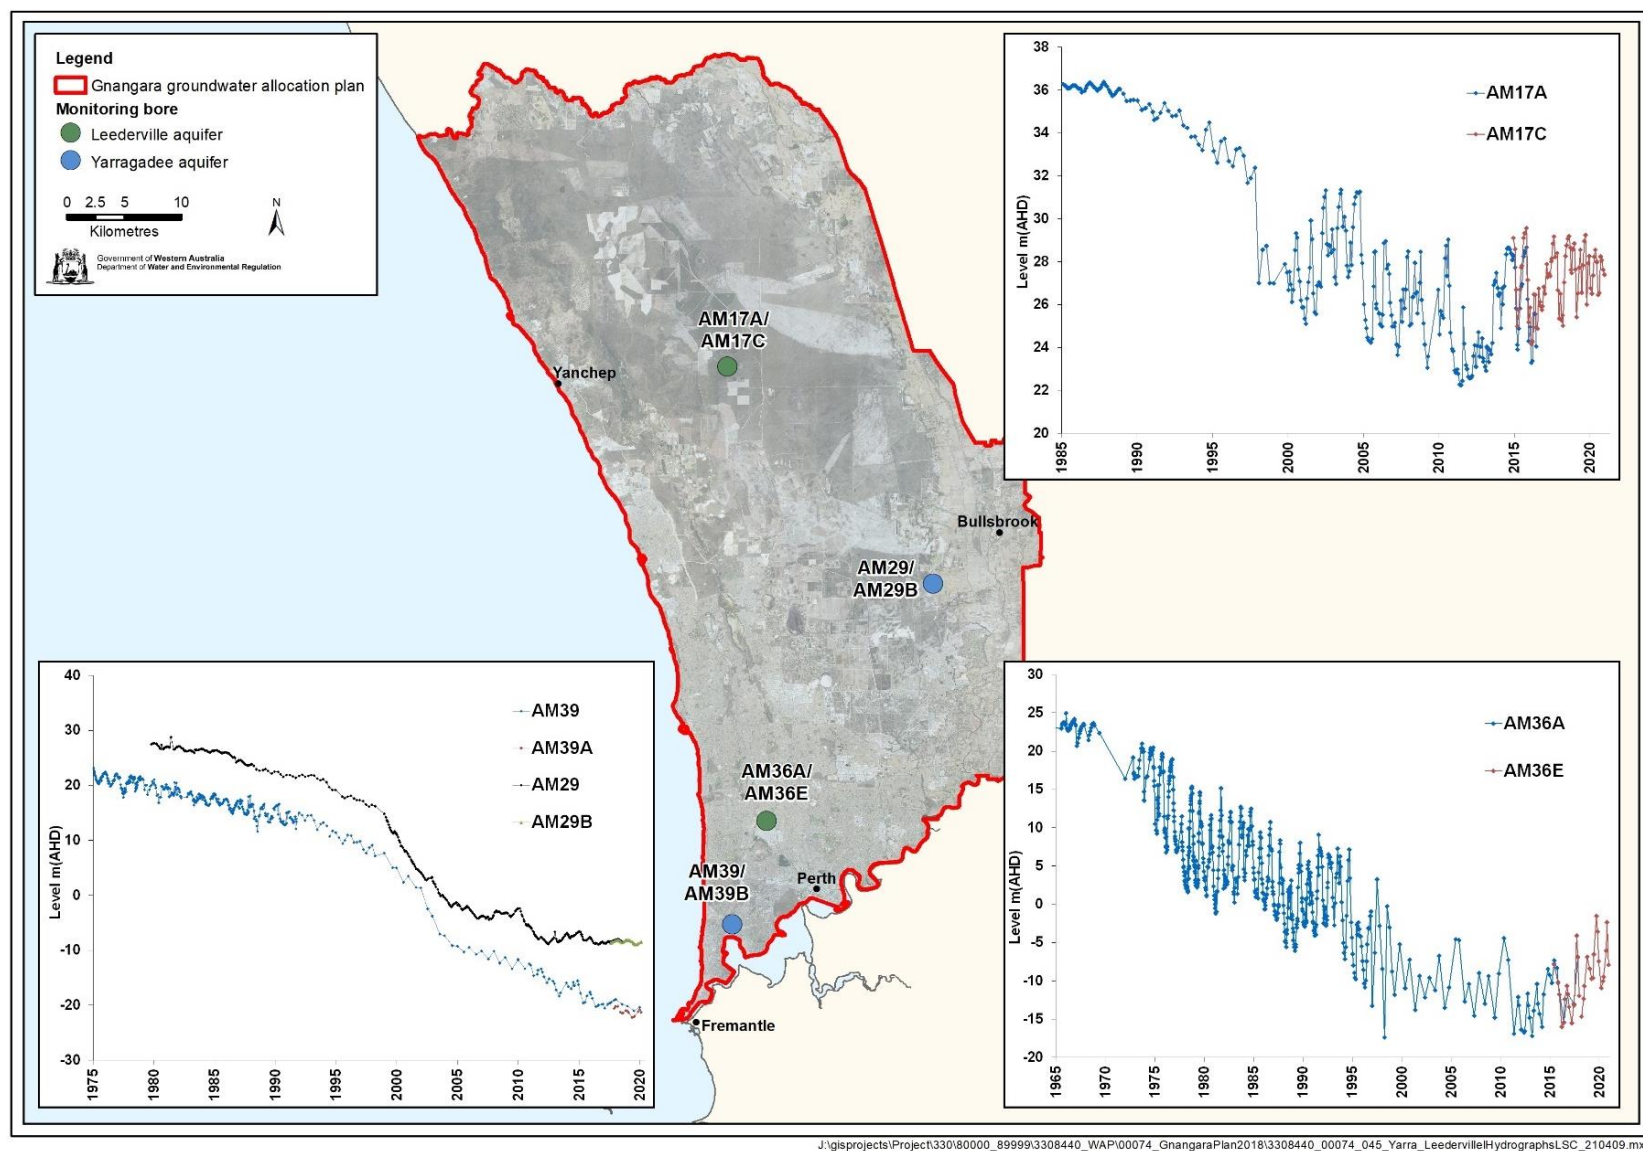 Legend
Gnangara groundwater allocation plan
Monitoring bore
Leederville aquifer
Yarragadee aquifer
0 2.5 5 10
Kilometres
N
Government of Western Australia
Department of Water and Environmental Regulation
38
36
34
32
30
28
26
24
22
20
Level m(AHD)
1985
1990
1995
2000
2005
2010
2015
2020
AM17A
AM17C
AM17A/
AM17C
Yanchep
Bullsbrook
AM29/
AM29B
AM36A/
AM36E
AM39/
AM39B
Perth
Fremantle
40
30
20
10
0
-10
-20
-30
Level m(AHD)
1975
1980
1985
1990
1995
2000
2005
2010
2015
2020
AM39
AM39A
AM29
AM29B
30
25
20
15
10
5
0
-5
-10
-15
-20
Level m(AHD)
1965
1970
1975
1980
1985
1990
1995
2000
2005
2010
2015
2020
AM36A
AM36E
J:\gisprojects\Project\330\80000_89999\3308440_WAP\00074_GnangaraPlan2018\3308440_00074_045_Yarra_LeedervillelHydrographsLSC_210409.mx